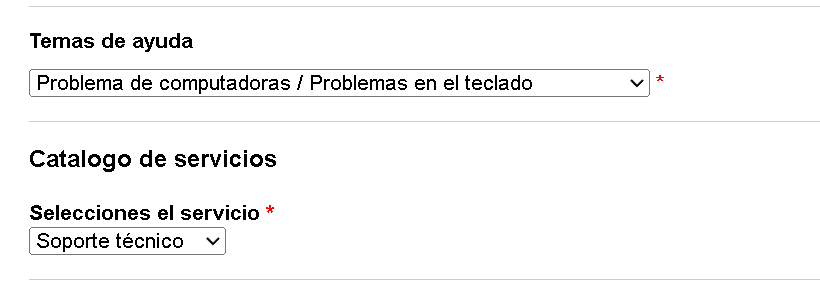 Temas de ayuda
Problema de computadoras / Problemas en el teclado *
Catalogo de servicios
Selecciones el servicio *
Soporte técnico